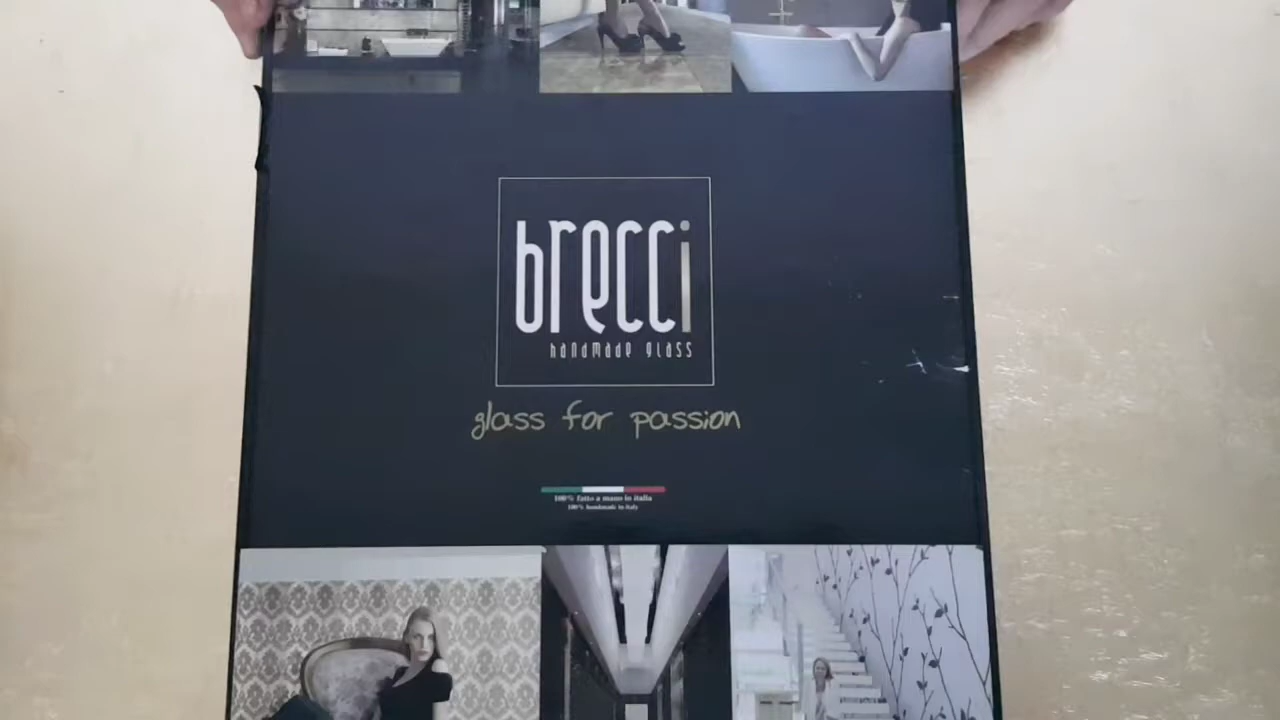 brecci
handmade glass
glass for passion
100% fatto a mano in italia
100% handmade in italy